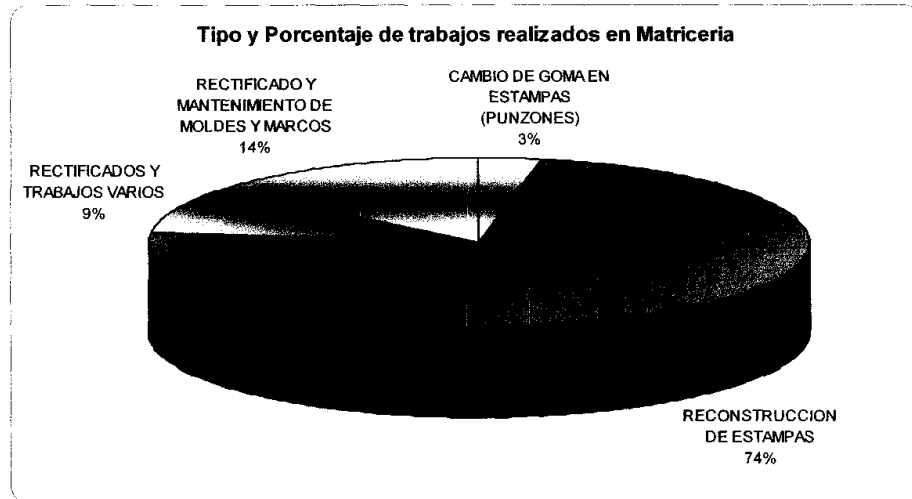 Tipo y Porcentaje de trabajos realizados en Matriceria
RECTIFICADO Y
MANTENIMIENTO DE
MOLDES Y MARCOS
14%
CAMBIO DE GOMA EN
ESTAMPAS
(PUNZONES)
3%
RECTIFICADOS Y
TRABAJOS VARIOS
9%
RECONSTRUCCION
DE ESTAMPAS
74%